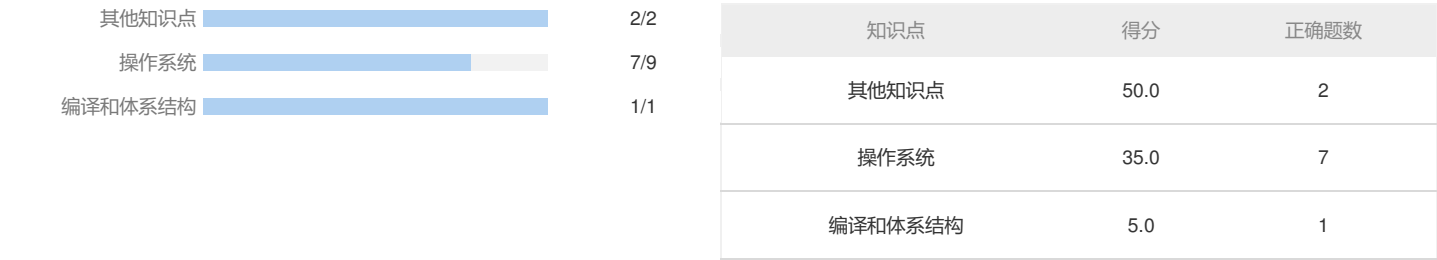 其他知识点 2/2
操作系统 7/9
编译和体系结构 1/1
知识点 得分 正确题数
其他知识点 50.0 2
操作系统 35.0 7
编译和体系结构 5.0 1